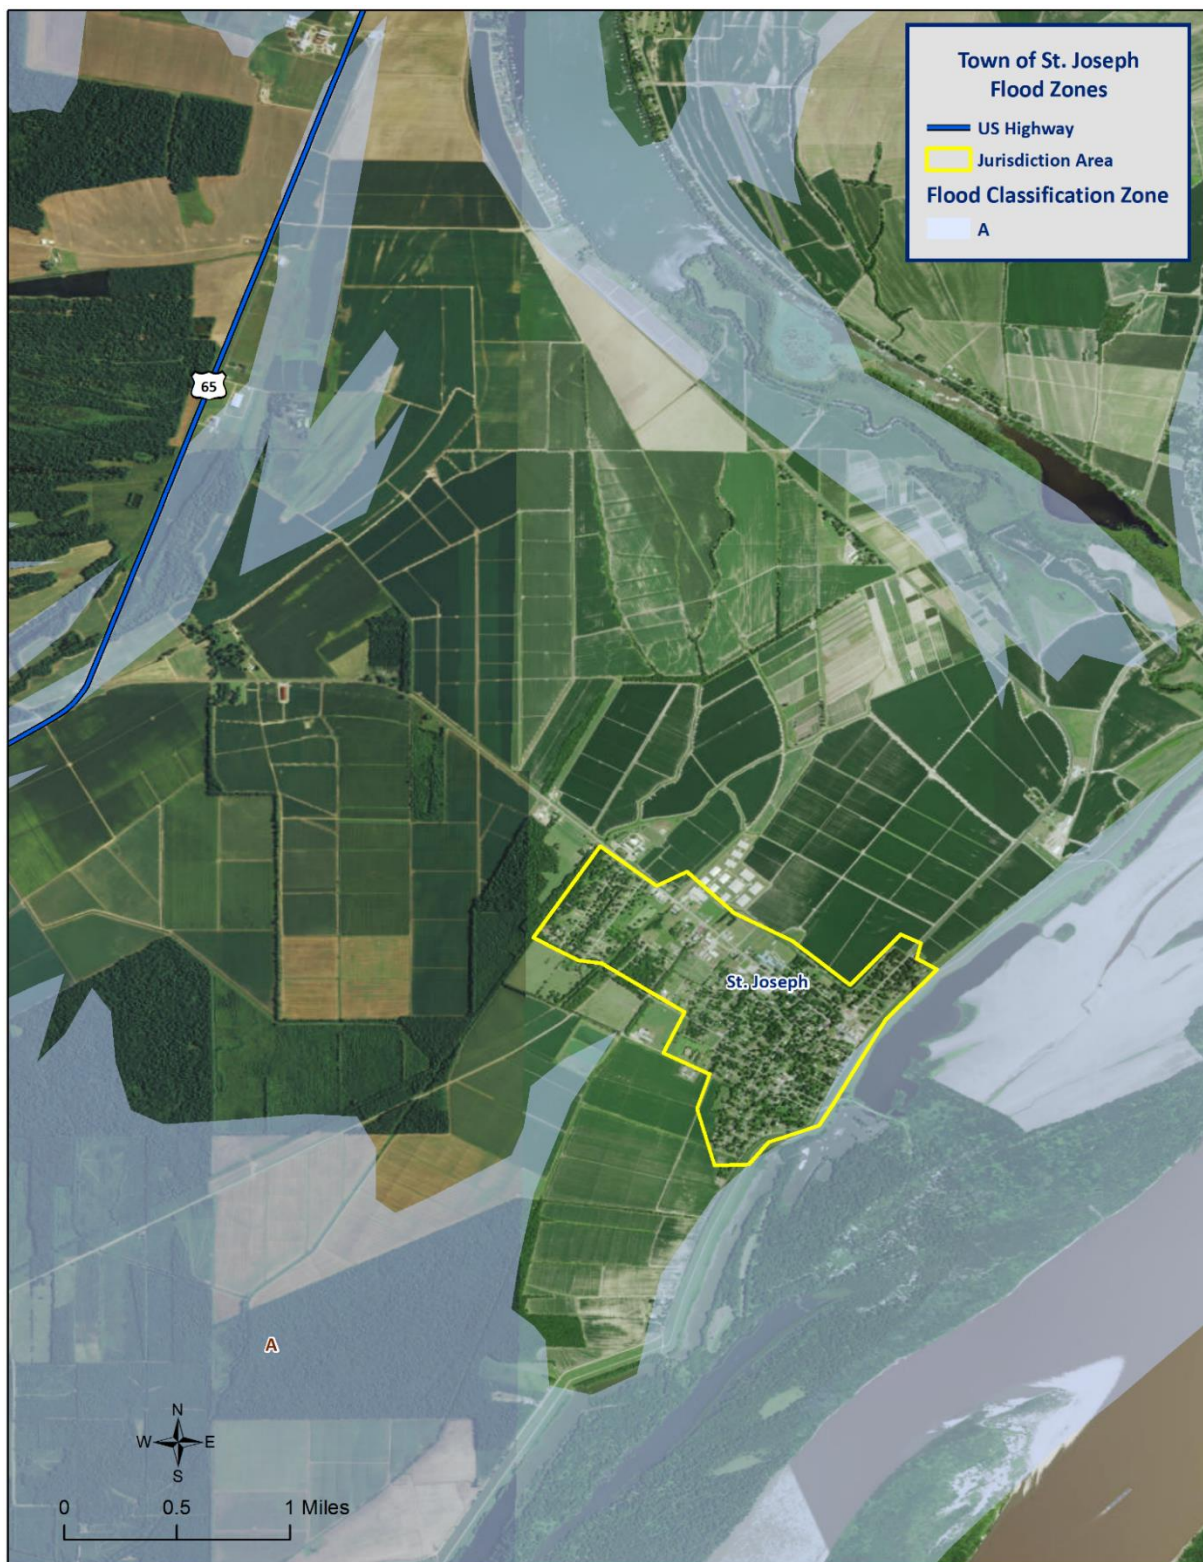 Town of St. Joseph
Flood Zones
US Highway
Jurisdiction Area
Flood Classification Zone
A
65
St. Joseph
A
N
W E
S
0 0.5 1 Miles